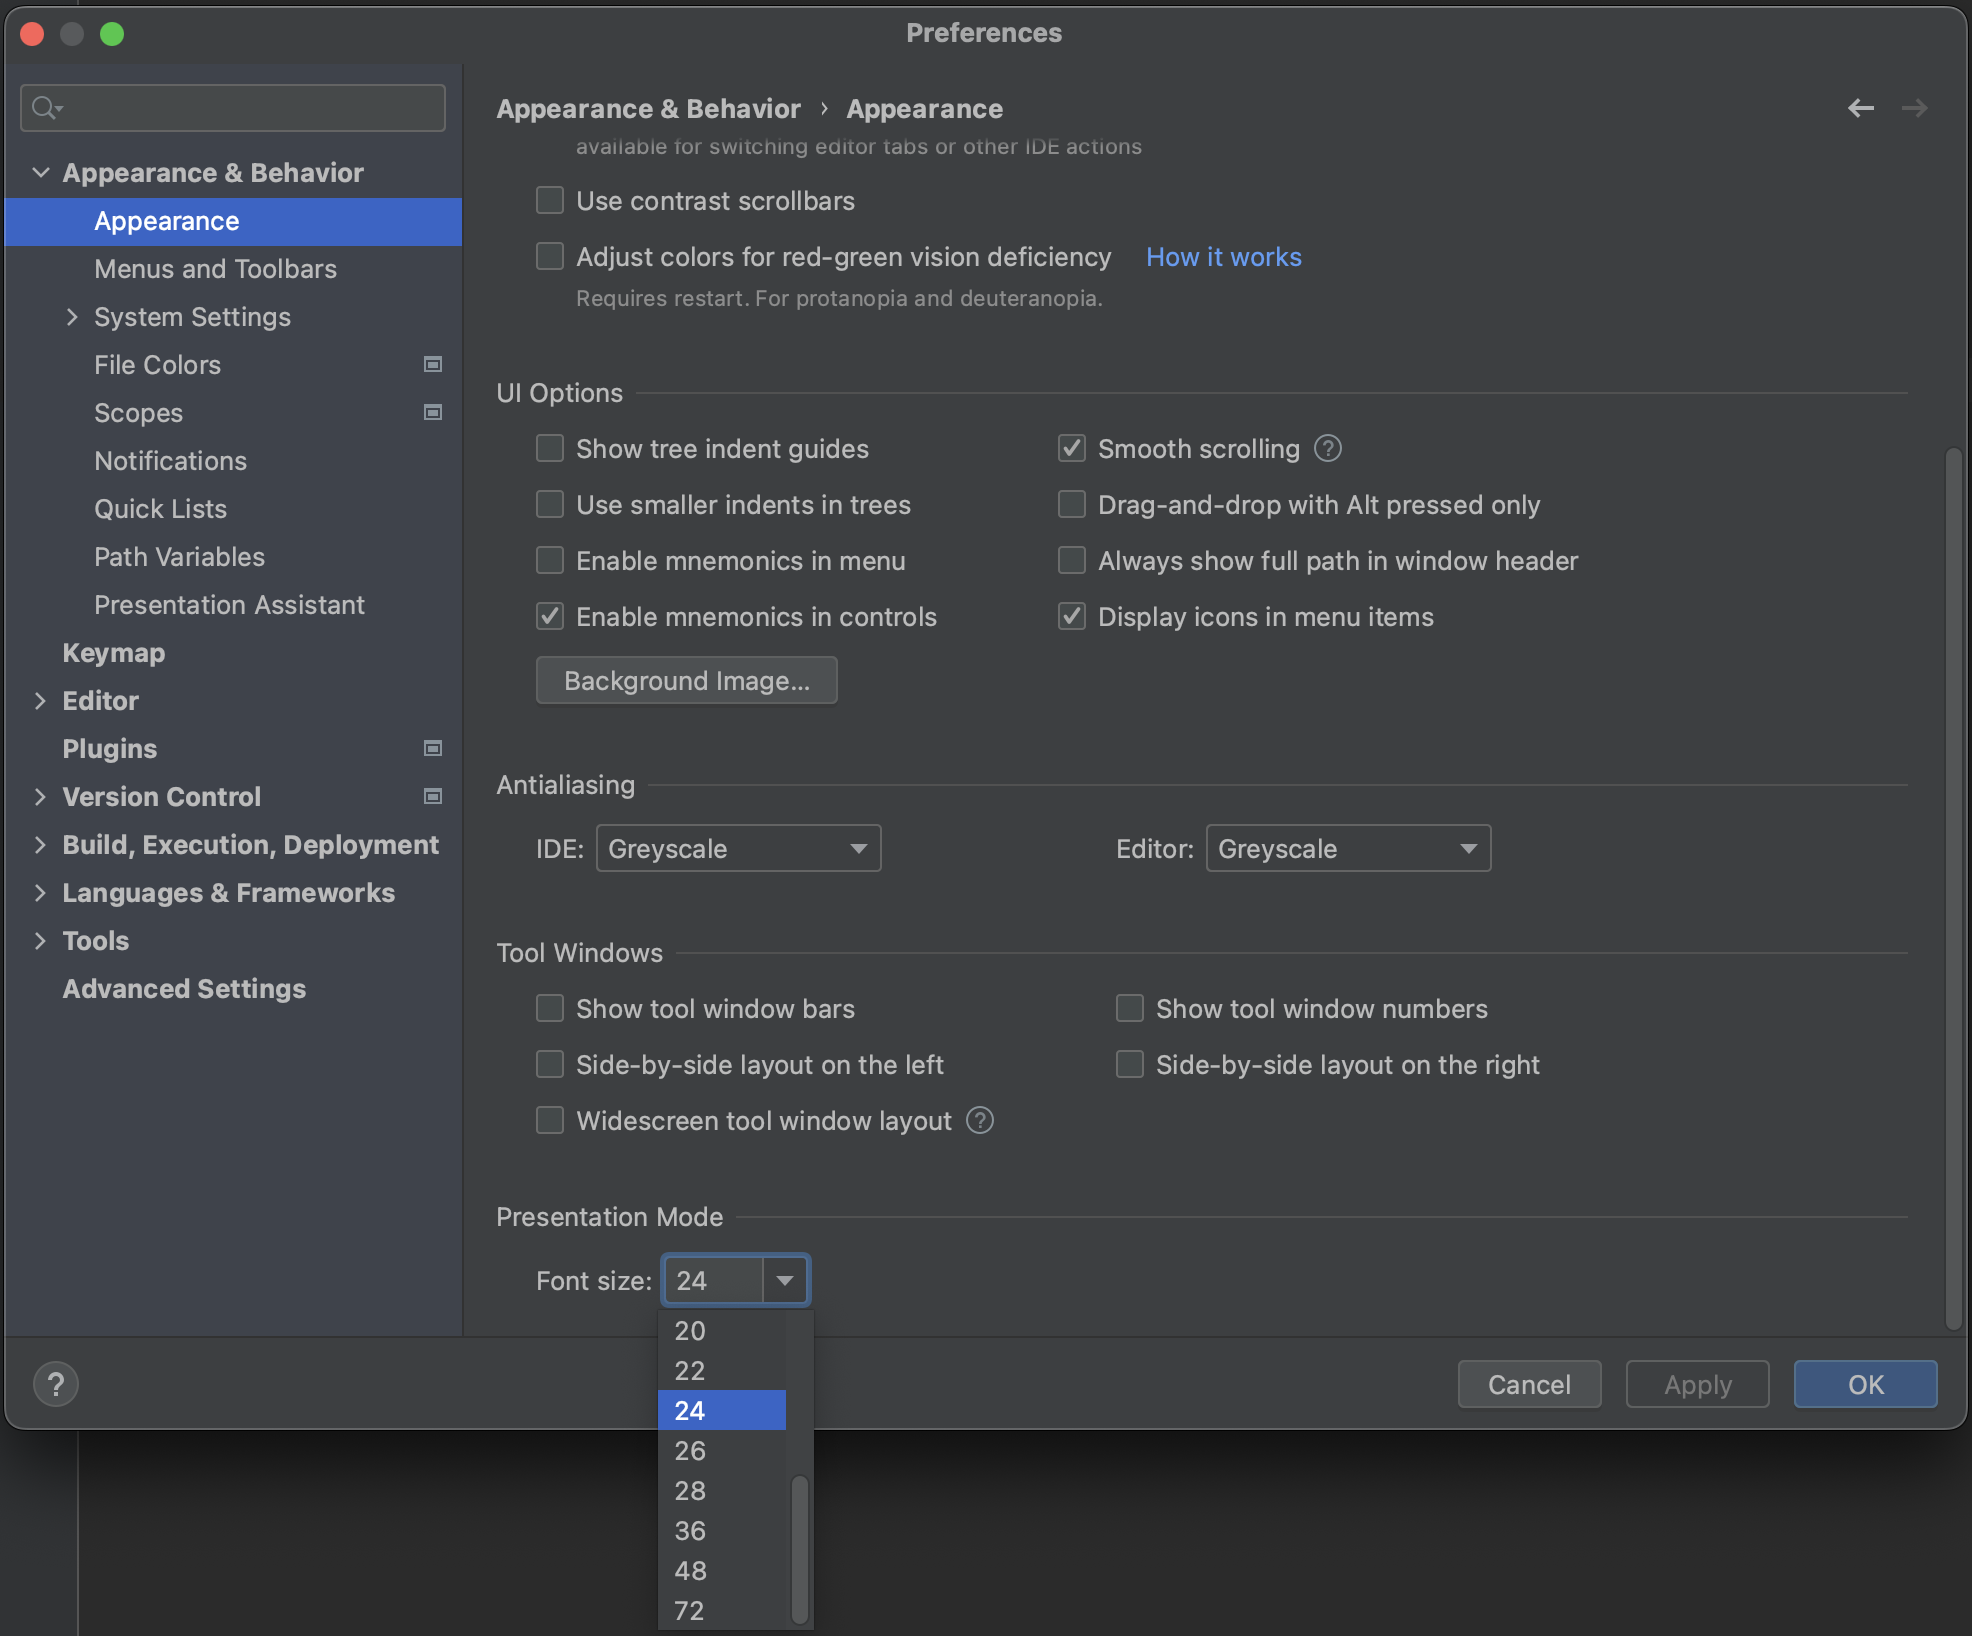 Preferences
Appearance & Behavior › Appearance
available for switching editor tabs or other IDE actions
Appearance & Behavior
Appearance
Menus and Toolbars
System Settings
File Colors
Scopes
Notifications
Quick Lists
Path Variables
Presentation Assistant
Keymap
Editor
Plugins
Version Control
Build, Execution, Deployment
Languages & Frameworks
Tools
Advanced Settings
Use contrast scrollbars
Adjust colors for red-green vision deficiency How it works
Requires restart. For protanopia and deuteranopia.
UI Options
Show tree indent guides
Smooth scrolling ?
Use smaller indents in trees
Drag-and-drop with Alt pressed only
Enable mnemonics in menu
Always show full path in window header
Enable mnemonics in controls
Display icons in menu items
Background Image...
Antialiasing
IDE: Greyscale
Editor: Greyscale
Tool Windows
Show tool window bars
Show tool window numbers
Side-by-side layout on the left
Side-by-side layout on the right
Widescreen tool window layout ?
Presentation Mode
Font size: 24
20
22
24
26
28
36
48
72
?
Cancel
Apply
OK